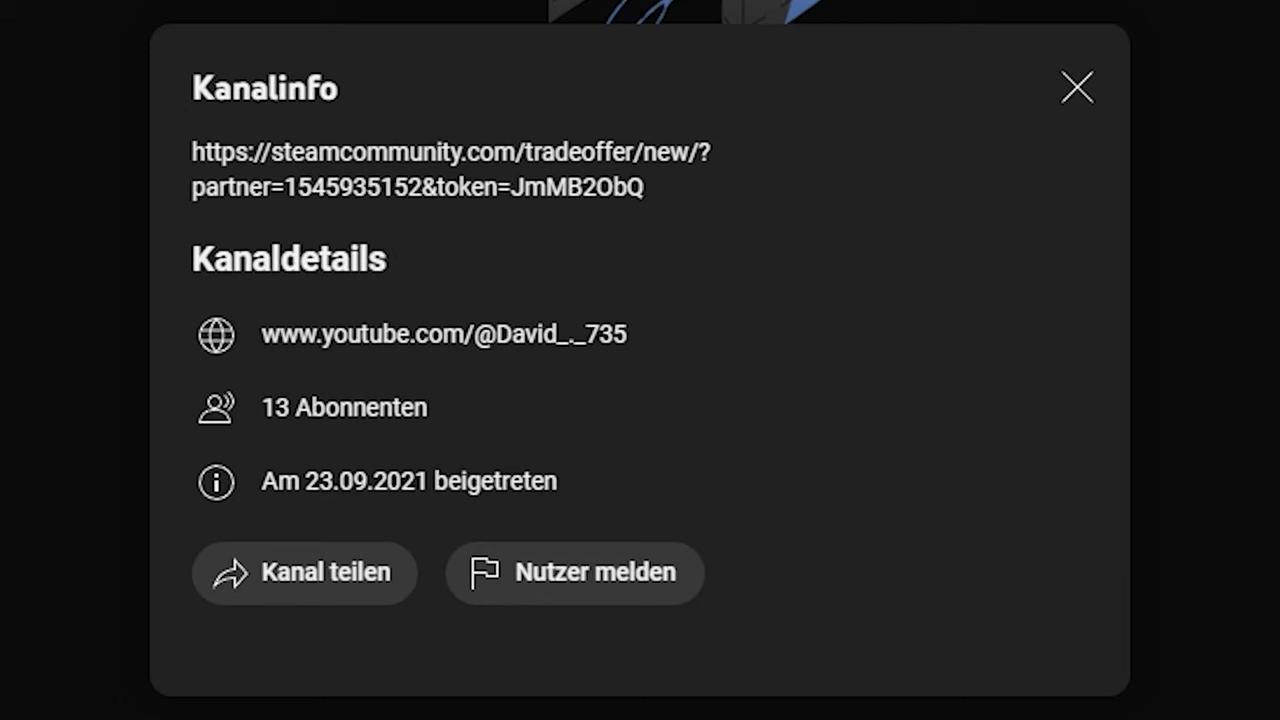 Kanalinfo
https://steamcommunity.com/tradeoffer/new/?
partner=1545935152&token=JmMB2ObQ
Kanaldetails
www.youtube.com/@David_._735
13 Abonnenten
Am 23.09.2021 beigetreten
Kanal teilen
Nutzer melden